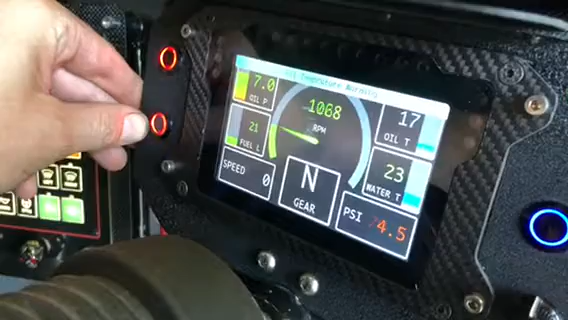 Oil Temprature Warning
7.0
OIL P
1068
RPM
17
OIL T
21
FUEL L
23
WATER T
SPEED
0
N
GEAR
PSI
4.5